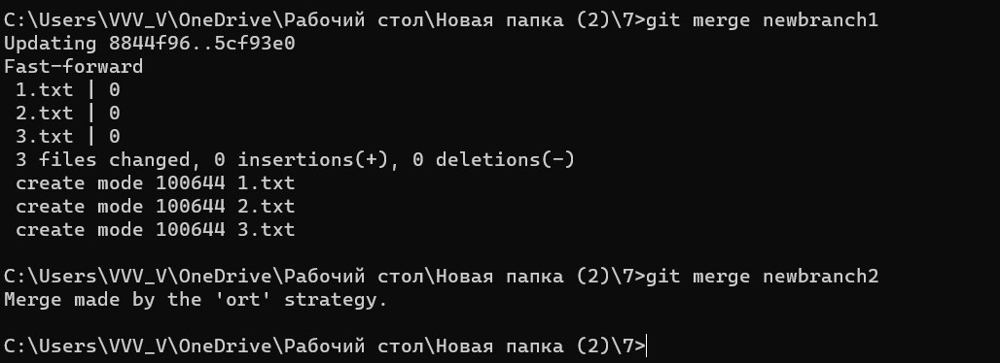 C:\Users\VVV_V\OneDrive\Рабочий стол\Новая папка (2)\7>git merge newbranch1
Updating 8844f96..5cf93e0
Fast-forward
 1.txt | 0
 2.txt | 0
 3.txt | 0
 3 files changed, 0 insertions(+), 0 deletions(-)
 create mode 100644 1.txt
 create mode 100644 2.txt
 create mode 100644 3.txt
C:\Users\VVV_V\OneDrive\Рабочий стол\Новая папка (2)\7>git merge newbranch2
Merge made by the 'ort' strategy.
C:\Users\VVV_V\OneDrive\Рабочий стол\Новая папка (2)\7>